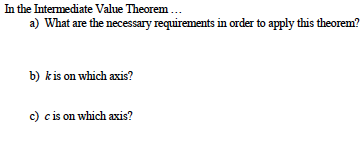 In the Intermediate Value Theorem…
a) What are the necessary requirements in order to apply this theorem?
b) k is on which axis?
c) c is on which axis?